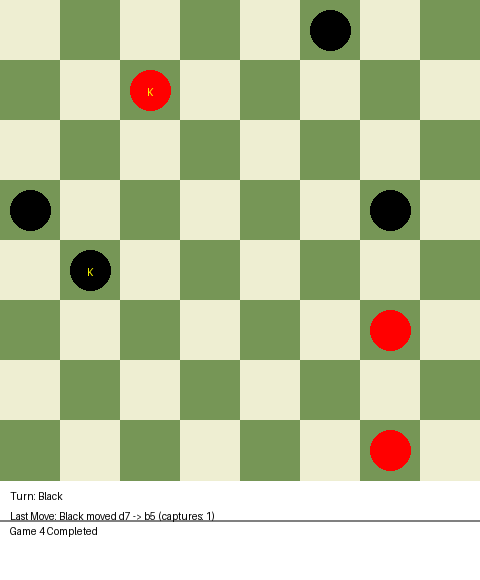 K
K
Turn: Black
Last Move: Black moved d7 -> b5 (captures: 1)
Game 4 Completed